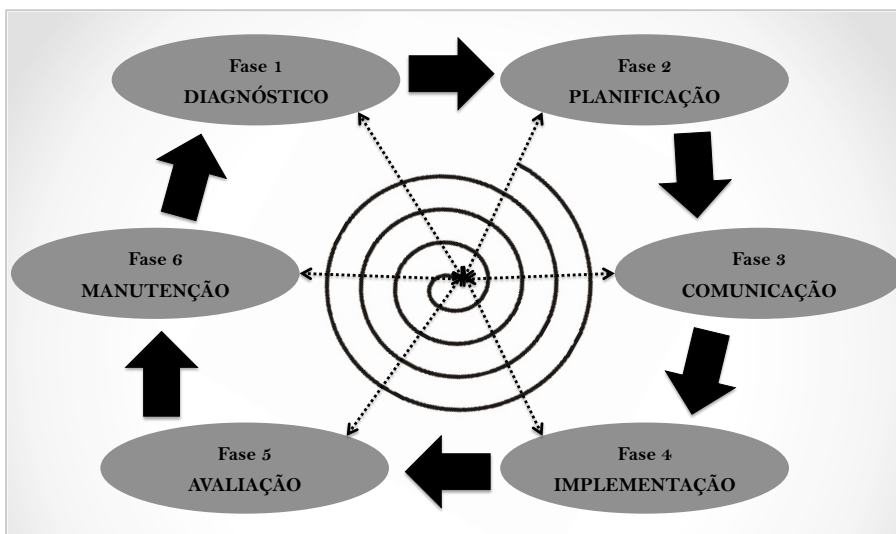 Fase 1
DIAGNÓSTICO
Fase 2
PLANIFICAÇÃO
Fase 3
COMUNICAÇÃO
Fase 4
IMPLEMENTAÇÃO
Fase 5
AVALIAÇÃO
Fase 6
MANUTENÇÃO